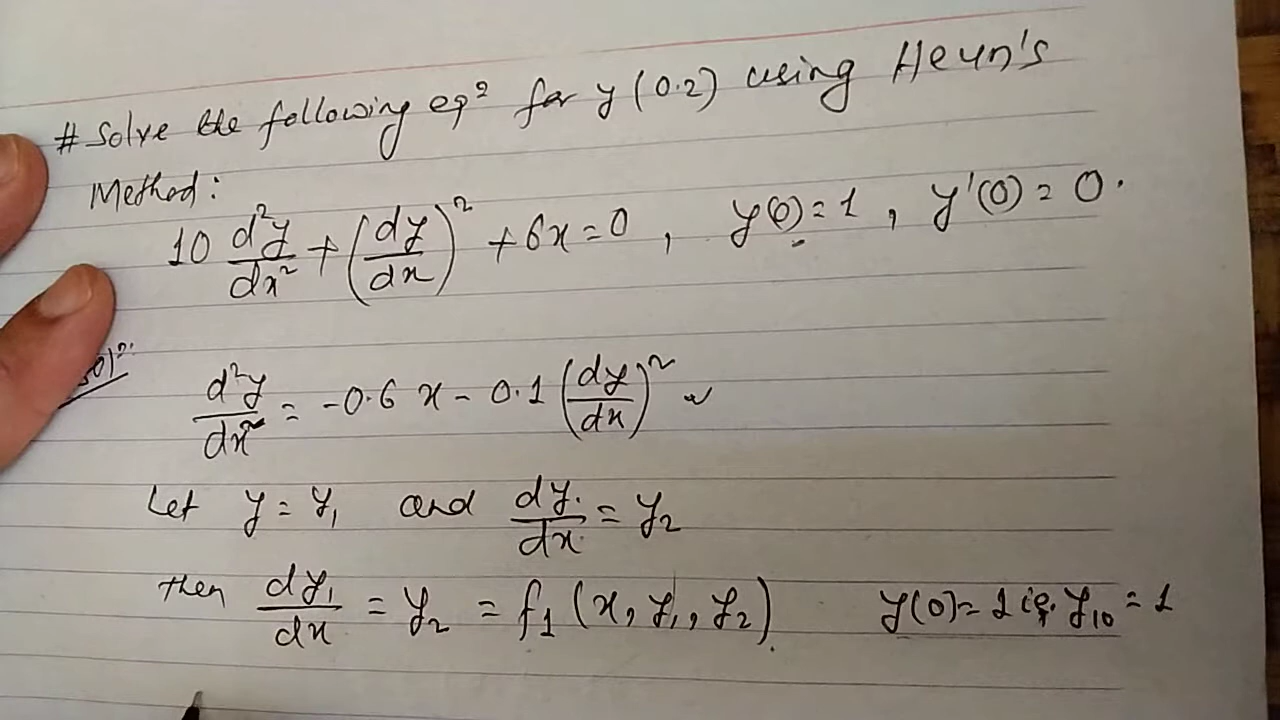 # Solve the following eqⁿ for y(0.2) using Heun's
Method:
10 d²y/dx² + (dy/dx)² + 6x = 0 , y(0) = 1 , y'(0) = 0.
Solⁿ:
d²y/dx² = -0.6 x - 0.1 (dy/dx)²
Let y = y₁ and dy/dx = y₂
then dy₁/dx = y₂ = f₁ (x, y₁, y₂) y(0) = 1 i.e. y₁₀ = 1